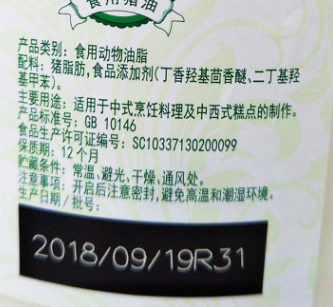 食用猪油
产品类别：食用动物油脂
配料：猪脂肪，食品添加剂（丁香羟基茴香醚、二丁基羟
基甲苯）。
主要用途：适用于中式烹饪料理及中西式糕点的制作。
产品标准号：GB 10146
食品生产许可证编号：SC10337130200099
保质期：12个月
贮藏条件：常温、避光、干燥、通风处。
注意事项：开启后注意密封，避免高温和潮湿环境。
生产日期/批号：
2018/09/19R31